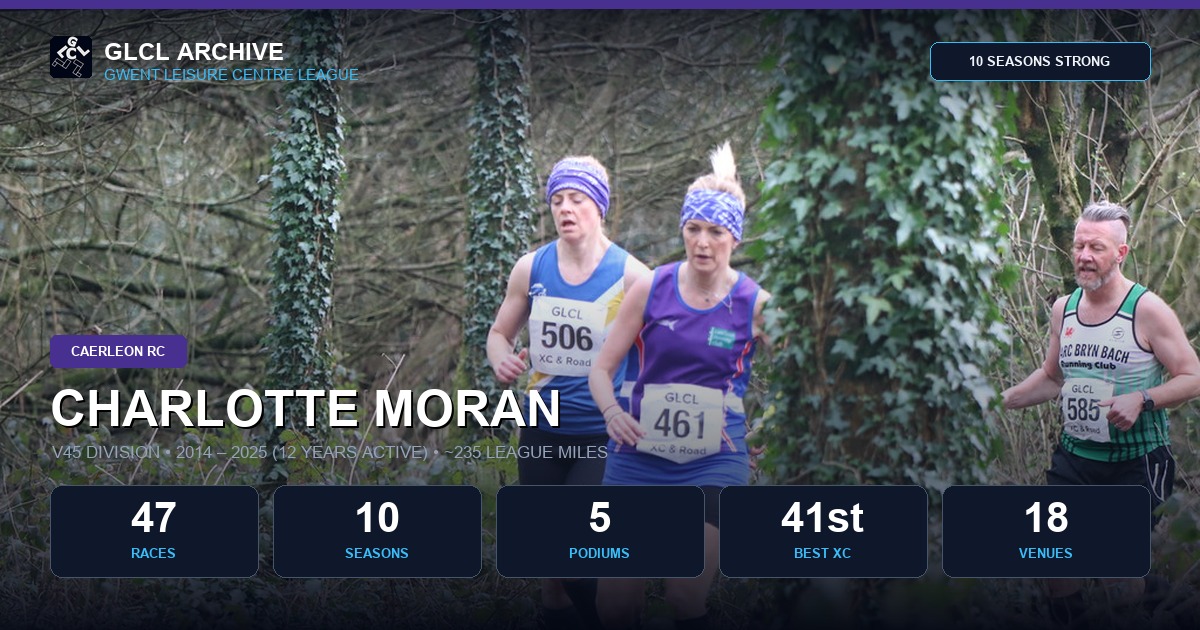 GLCL ARCHIVE
GWENT LEISURE CENTRE LEAGUE
10 SEASONS STRONG
GLCL
506
XC & Road
GLCL
461
XC & Road
ARC BRYN BACH
Running Club
GLCL
585
XC & Road
CAERLEON RC
CHARLOTTE MORAN
V45 DIVISION • 2014 – 2025 (12 YEARS ACTIVE) • ~235 LEAGUE MILES
47
RACES
10
SEASONS
5
PODIUMS
41st
BEST XC
18
VENUES